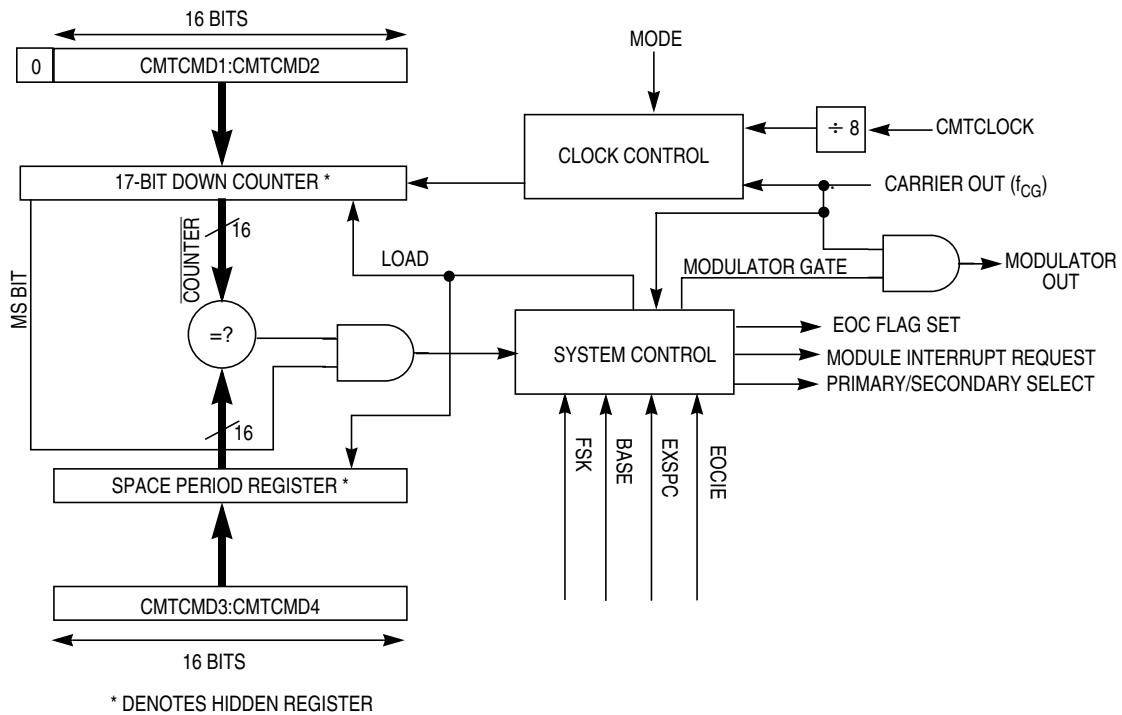 16 BITS
0
CMTCMD1:CMTCMD2
MODE
÷ 8
CMTCLOCK
CLOCK CONTROL
17-BIT DOWN COUNTER *
CARRIER OUT (fCG)
16
COUNTER
MS BIT
LOAD
MODULATOR GATE
MODULATOR
OUT
=?
SYSTEM CONTROL
EOC FLAG SET
MODULE INTERRUPT REQUEST
PRIMARY/SECONDARY SELECT
16
FSK
BASE
EXSPC
EOCIE
SPACE PERIOD REGISTER *
CMTCMD3:CMTCMD4
16 BITS
* DENOTES HIDDEN REGISTER